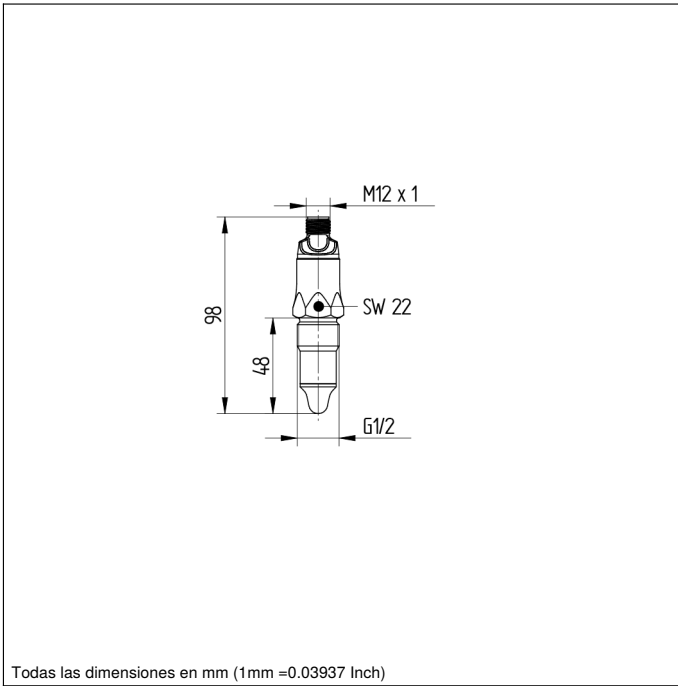 M12 x 1
98
SW 22
48
G1/2
Todas las dimensiones en mm (1mm =0.03937 Inch)